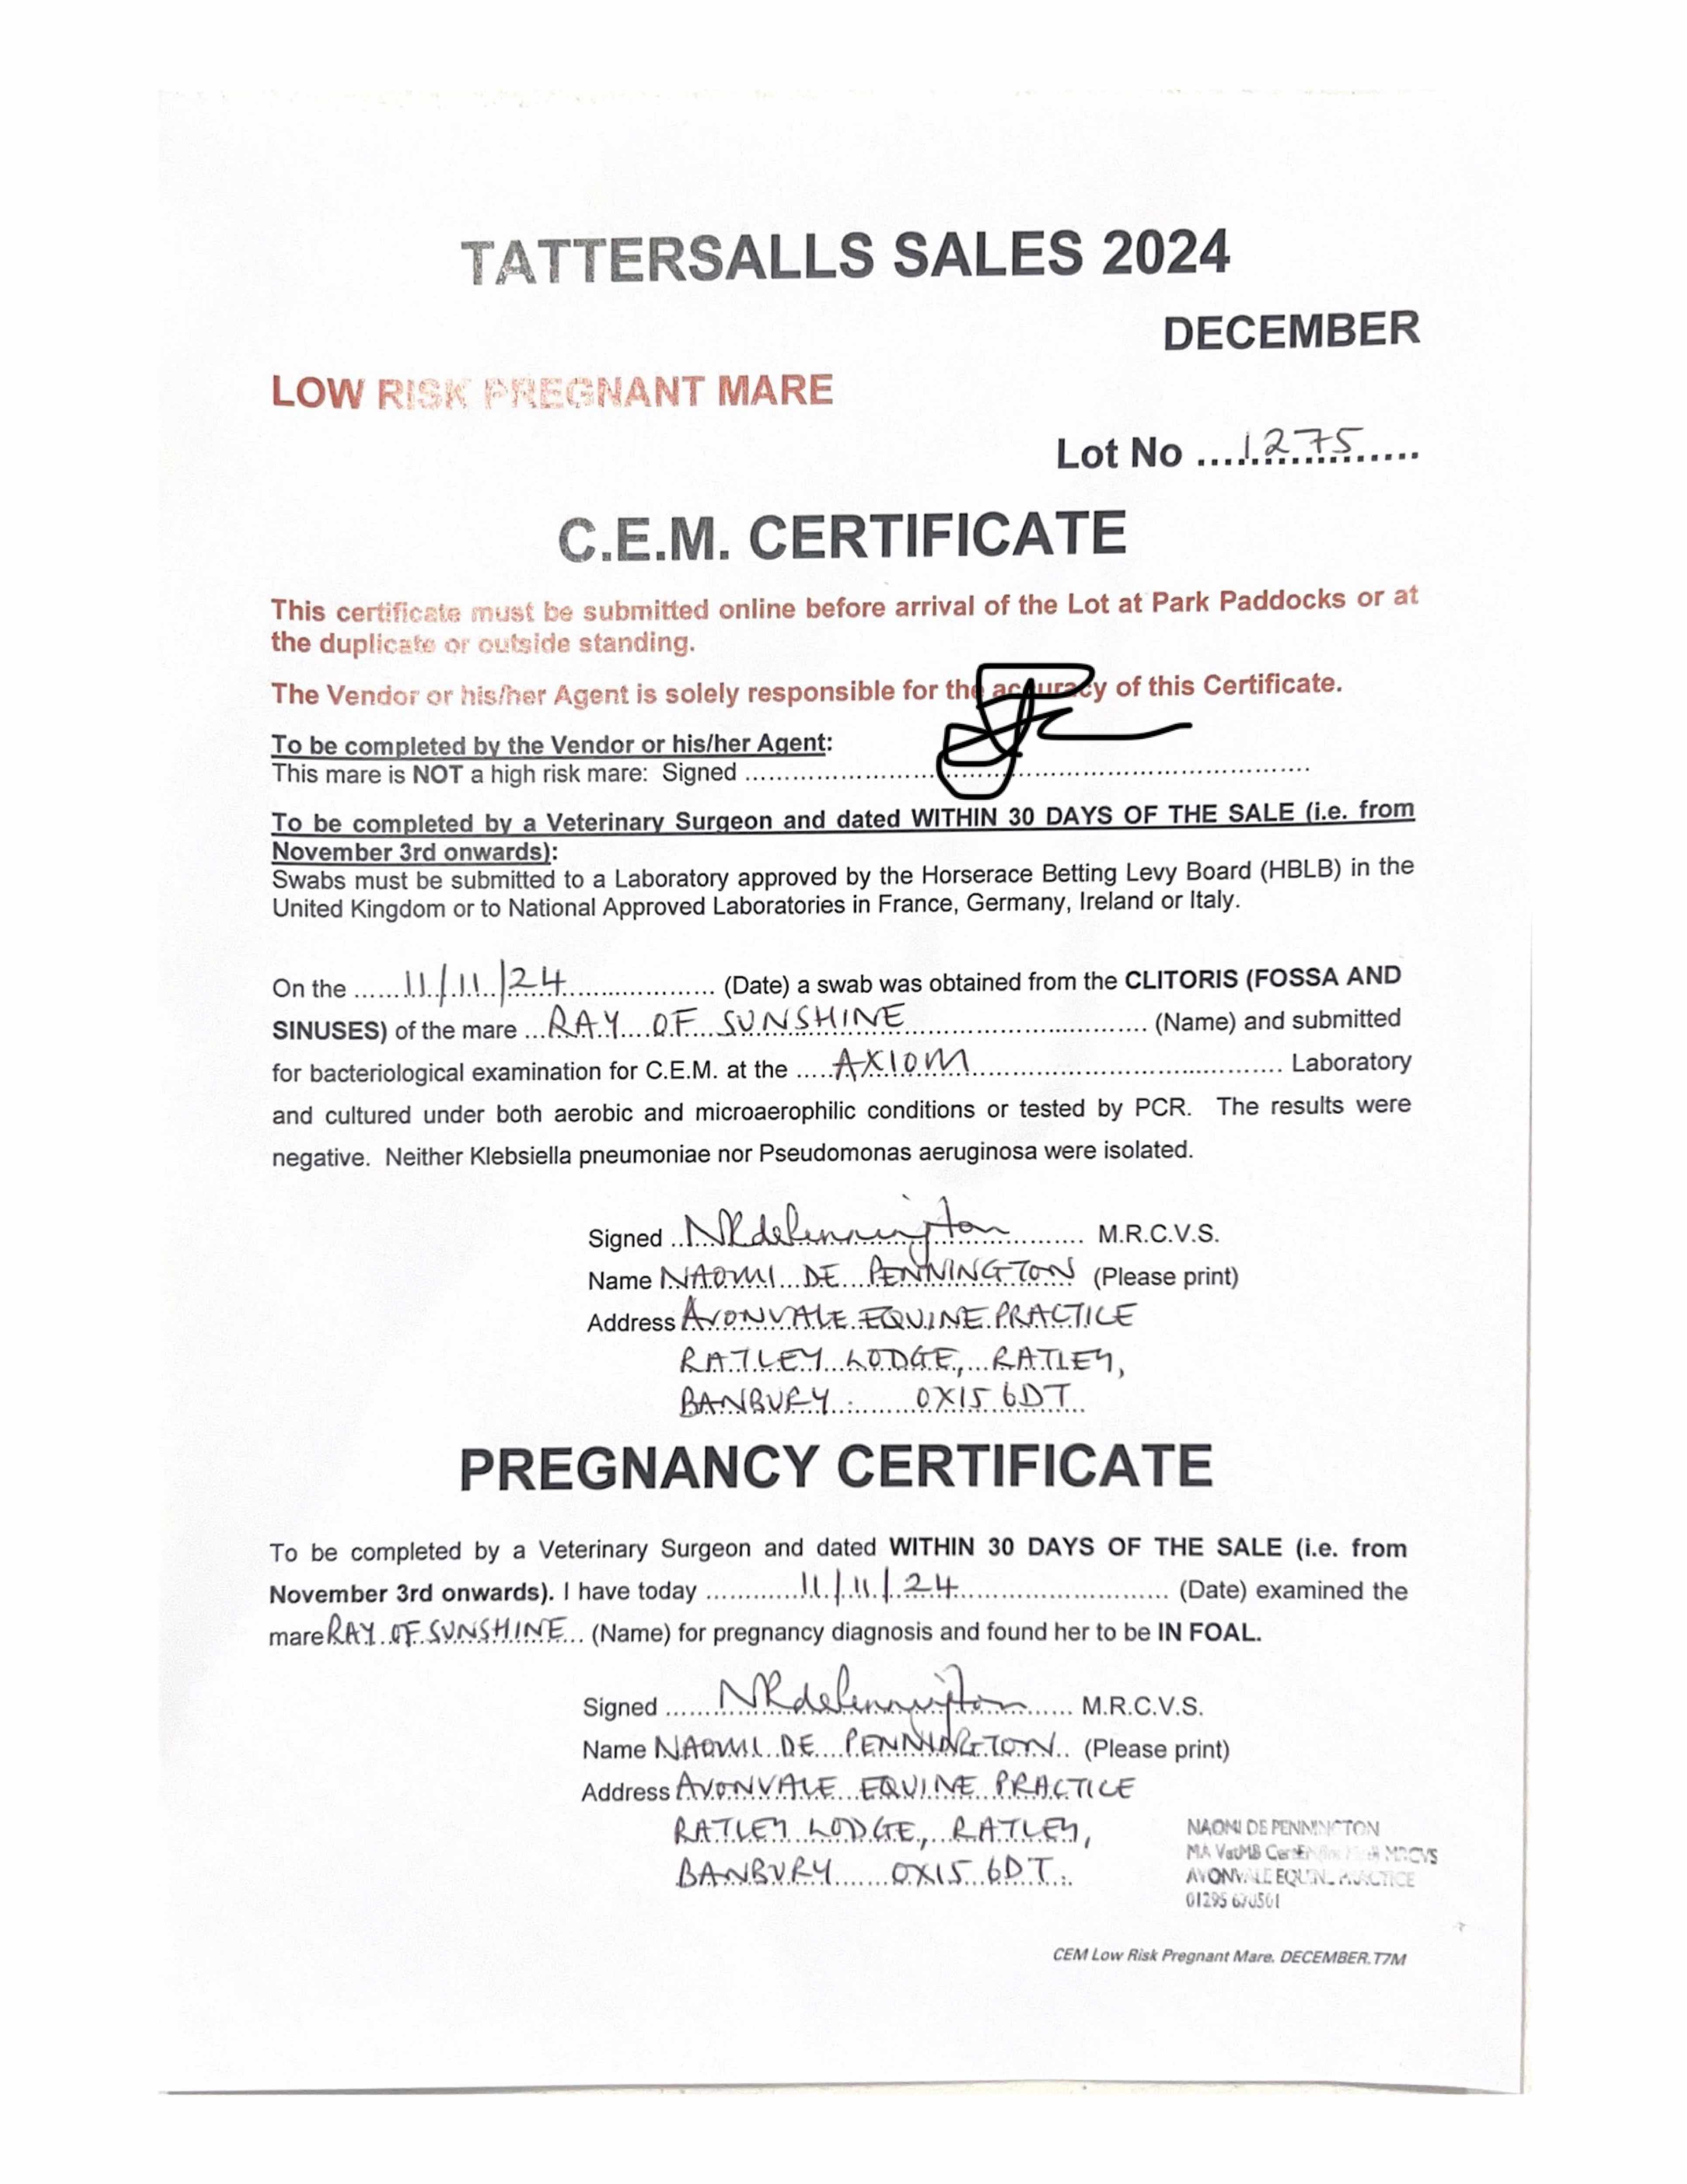 TATTERSALLS SALES 2024
DECEMBER
LOW RISK PREGNANT MARE
Lot No ....1275......
C.E.M. CERTIFICATE
This certificate must be submitted online before arrival of the Lot at Park Paddocks or at
the duplicate or outside standing.
The Vendor or his/her Agent is solely responsible for the accuracy of this Certificate.
To be completed by the Vendor or his/her Agent:
This mare is NOT a high risk mare: Signed
To be completed by a Veterinary Surgeon and dated WITHIN 30 DAYS OF THE SALE (i.e. from
November 3rd onwards):
Swabs must be submitted to a Laboratory approved by the Horserace Betting Levy Board (HBLB) in the
United Kingdom or to National Approved Laboratories in France, Germany, Ireland or Italy.
On the ......11/11/24.................. (Date) a swab was obtained from the CLITORIS (FOSSA AND
SINUSES) of the mare ...RAY OF SUNSHINE.............................. (Name) and submitted
for bacteriological examination for C.E.M. at the .....AXIOM........................................ Laboratory
and cultured under both aerobic and microaerophilic conditions or tested by PCR. The results were
negative. Neither Klebsiella pneumoniae nor Pseudomonas aeruginosa were isolated.
Signed ..NRdePennington........... M.R.C.V.S.
Name NAOMI DE PENNINGTON (Please print)
Address AVONVALE EQUINE PRACTICE
RATLEY LODGE, RATLEY,
BANBURY. OX15 6DT
PREGNANCY CERTIFICATE
To be completed by a Veterinary Surgeon and dated WITHIN 30 DAYS OF THE SALE (i.e. from
November 3rd onwards). I have today ............11/11/24.......................... (Date) examined the
mare RAY OF SUNSHINE... (Name) for pregnancy diagnosis and found her to be IN FOAL.
Signed .......NRdePennington...... M.R.C.V.S.
Name NAOMI DE PENNINGTON.. (Please print)
Address AVONVALE EQUINE PRACTICE
RATLEY LODGE, RATLEY,
BANBURY OX15 6DT.
NAOMI DE PENNINGTON
MA VetMB MRCVS
AVONVALE EQUINE PRACTICE
01295
CEM Low Risk Pregnant Mare. DECEMBER.T7M